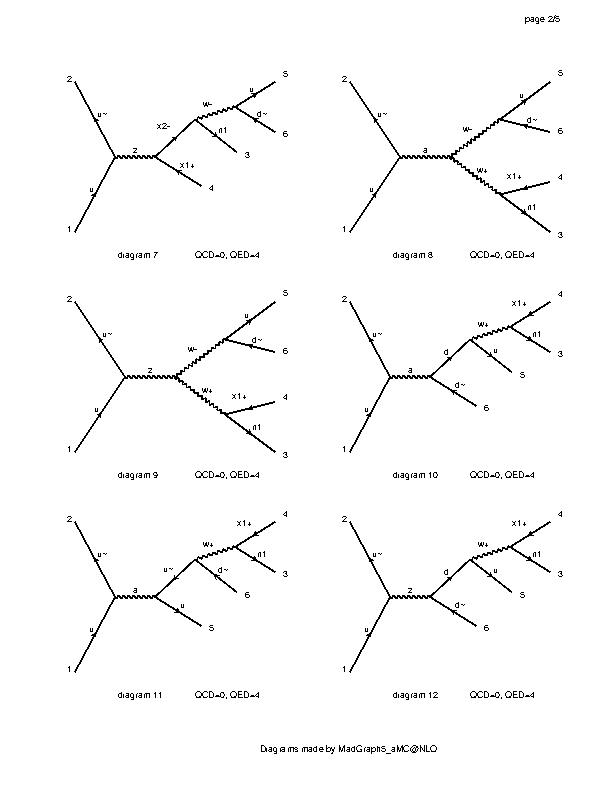 page 2/5
2 5 u~ u z x2- w- u d~ 6 n1 3 x1+ 4 1
diagram 7 QCD=0, QED=4
2 5 u~ u a w- u d~ 6 w+ x1+ 4 n1 3 1
diagram 8 QCD=0, QED=4
2 5 u~ u z w- u d~ 6 w+ x1+ 4 n1 3 1
diagram 9 QCD=0, QED=4
2 4 u~ u a d w+ x1+ n1 3 u 5 d~ 6 1
diagram 10 QCD=0, QED=4
2 4 u~ u a u~ w+ x1+ n1 3 d~ 6 u 5 1
diagram 11 QCD=0, QED=4
2 4 u~ u z d w+ x1+ n1 3 u 5 d~ 6 1
diagram 12 QCD=0, QED=4
Diagrams made by MadGraph5_aMC@NLO